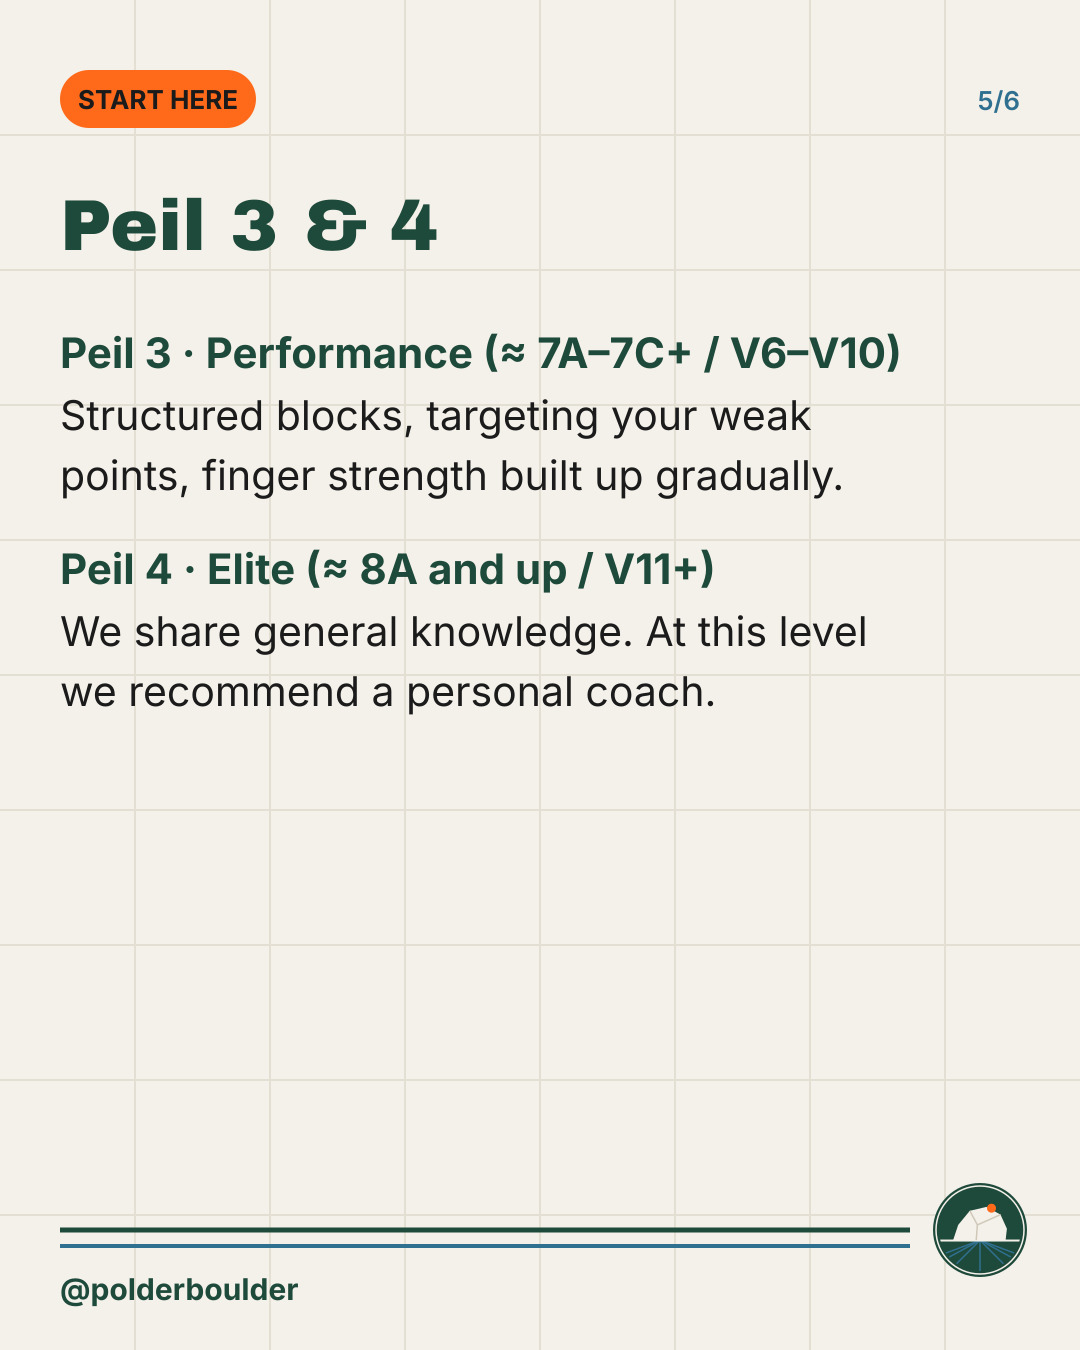 START HERE
5/6
Peil 3 & 4
Peil 3 · Performance (≈ 7A–7C+ / V6–V10)
Structured blocks, targeting your weak
points, finger strength built up gradually.
Peil 4 · Elite (≈ 8A and up / V11+)
We share general knowledge. At this level
we recommend a personal coach.
@polderboulder